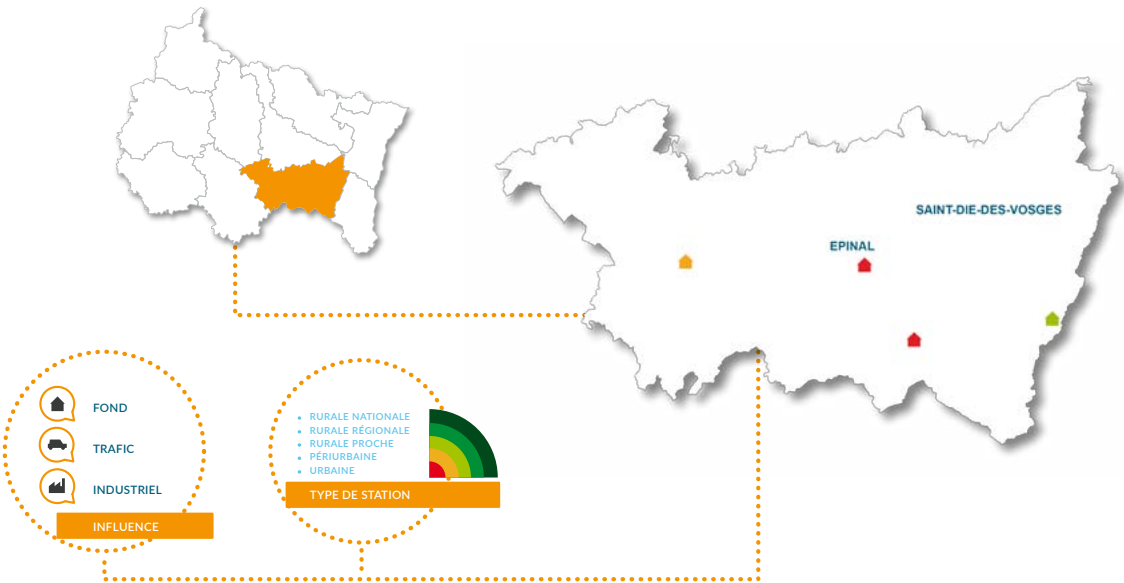 SAINT-DIE-DES-VOSGES
EPINAL
FOND
TRAFIC
INDUSTRIEL
INFLUENCE
• RURALE NATIONALE
• RURALE RÉGIONALE
• RURALE PROCHE
• PÉRIURBAINE
• URBAINE
TYPE DE STATION